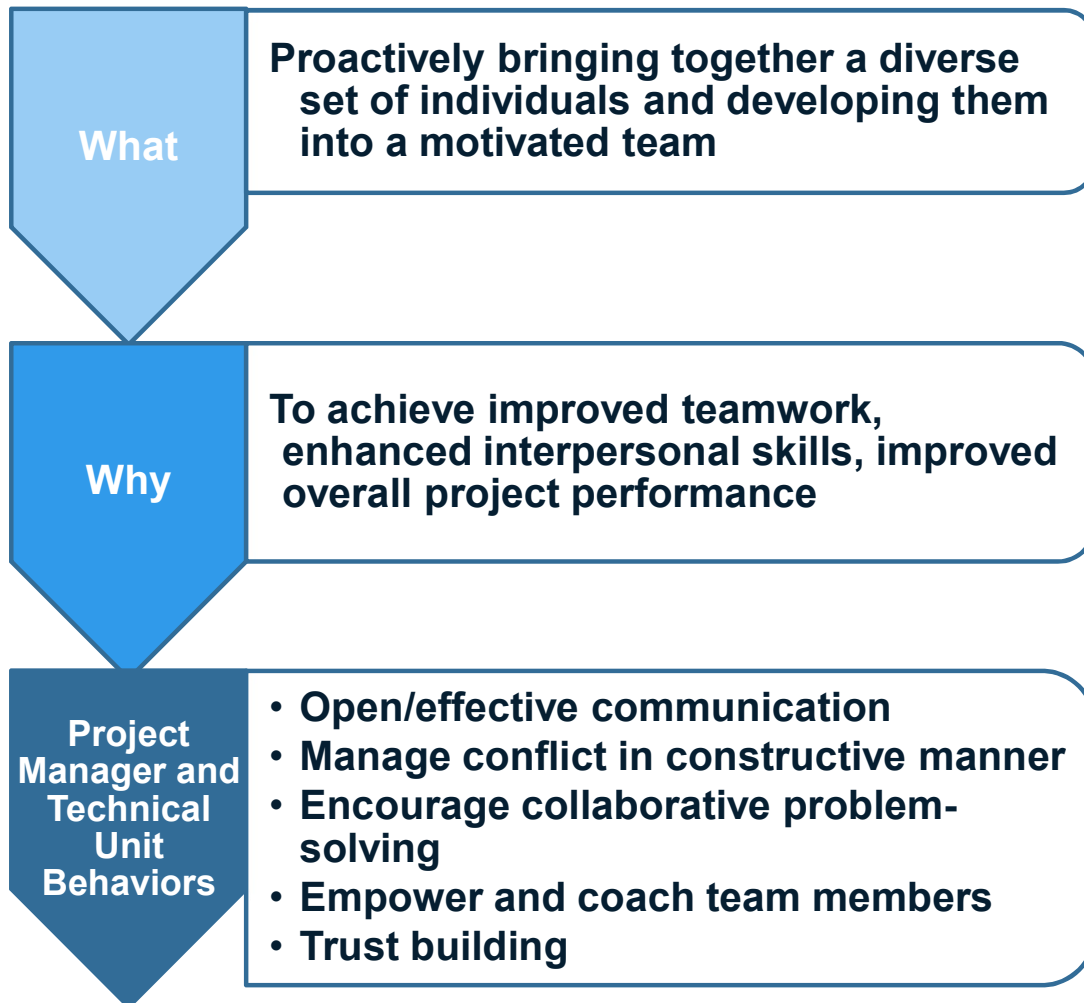 What
Proactively bringing together a diverse
set of individuals and developing them
into a motivated team
Why
To achieve improved teamwork,
enhanced interpersonal skills, improved
overall project performance
Project
Manager and
Technical
Unit
Behaviors
• Open/effective communication
• Manage conflict in constructive manner
• Encourage collaborative problem-
solving
• Empower and coach team members
• Trust building